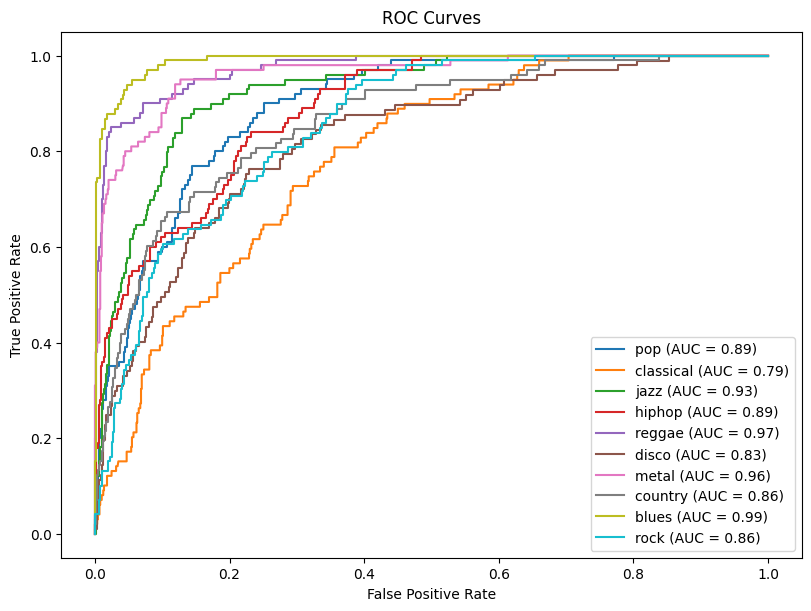 ROC Curves
True Positive Rate
1.0
0.8
0.6
0.4
0.2
0.0
pop (AUC = 0.89)
classical (AUC = 0.79)
jazz (AUC = 0.93)
hiphop (AUC = 0.89)
reggae (AUC = 0.97)
disco (AUC = 0.83)
metal (AUC = 0.96)
country (AUC = 0.86)
blues (AUC = 0.99)
rock (AUC = 0.86)
0.0 0.2 0.4 0.6 0.8 1.0
False Positive Rate